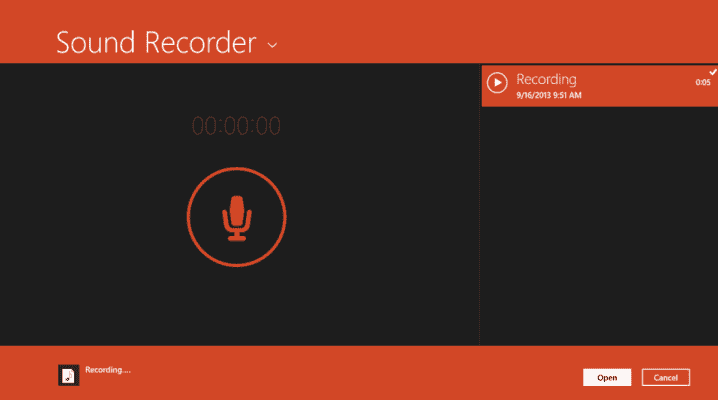 Sound Recorder
00:00:00
Recording
0:05
9/16/2013 9:51 AM
Recording....
Open
Cancel